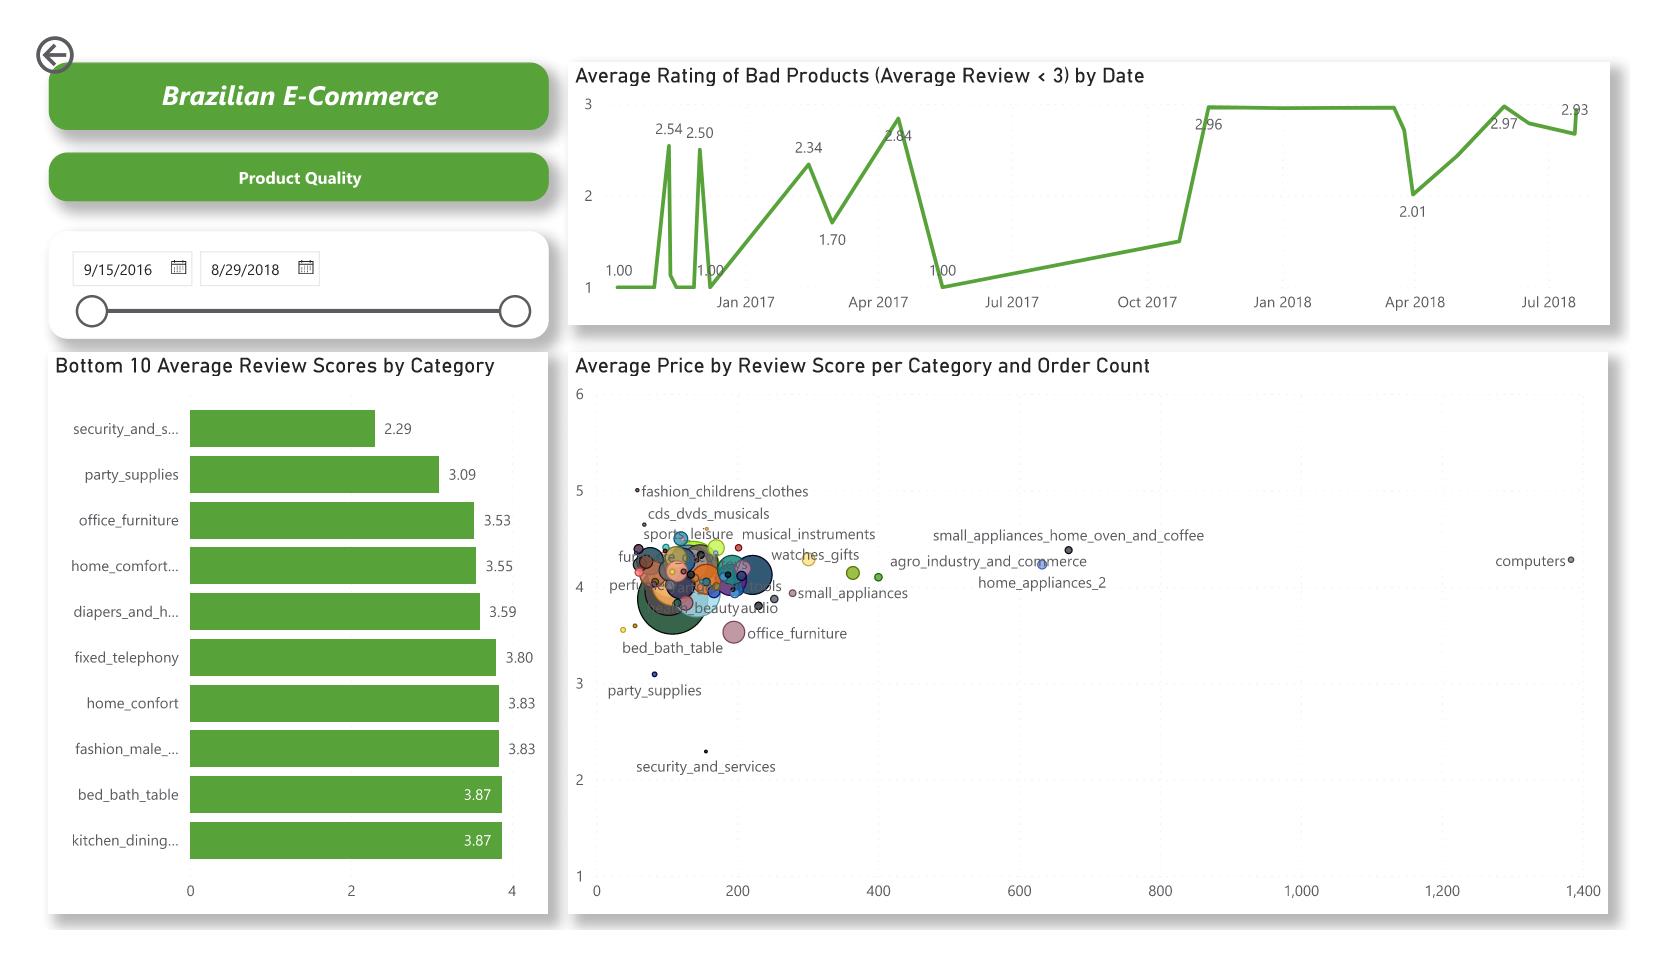 Brazilian E-Commerce
Product Quality
9/15/2016 8/29/2018
Average Rating of Bad Products (Average Review < 3) by Date
3
2
1
1.00
2.54
2.50
1.00
2.34
1.70
2.84
1.00
2.96
2.01
2.97
2.93
Jan 2017 Apr 2017 Jul 2017 Oct 2017 Jan 2018 Apr 2018 Jul 2018
Bottom 10 Average Review Scores by Category
security_and_s... 2.29
party_supplies 3.09
office_furniture 3.53
home_comfort... 3.55
diapers_and_h... 3.59
fixed_telephony 3.80
home_confort 3.83
fashion_male_... 3.83
bed_bath_table 3.87
kitchen_dining... 3.87
0 2 4
Average Price by Review Score per Category and Order Count
6
5
4
3
2
1
fashion_childrens_clothes
cds_dvds_musicals
sports_leisure musical_instruments
watches_gifts
small_appliances_home_oven_and_coffee
agro_industry_and_commerce
home_appliances_2
computers
small_appliances
audio
office_furniture
bed_bath_table
party_supplies
security_and_services
0 200 400 600 800 1,000 1,200 1,400